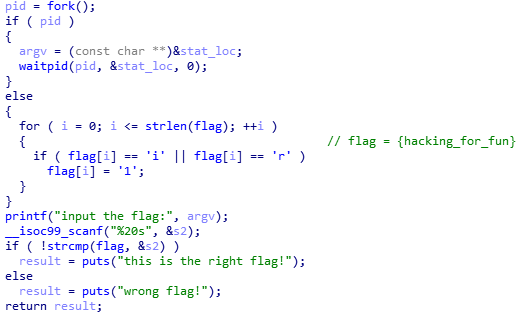 pid = fork();
if ( pid )
{
argv = (const char **)&stat_loc;
waitpid(pid, &stat_loc, 0);
}
else
{
for ( i = 0; i <= strlen(flag); ++i )
{ // flag = {hacking_for_fun}
if ( flag[i] == 'i' || flag[i] == 'r' )
flag[i] = '1';
}
}
printf("input the flag:", argv);
__isoc99_scanf("%20s", &s2);
if ( !strcmp(flag, &s2) )
result = puts("this is the right flag!");
else
result = puts("wrong flag!");
return result;